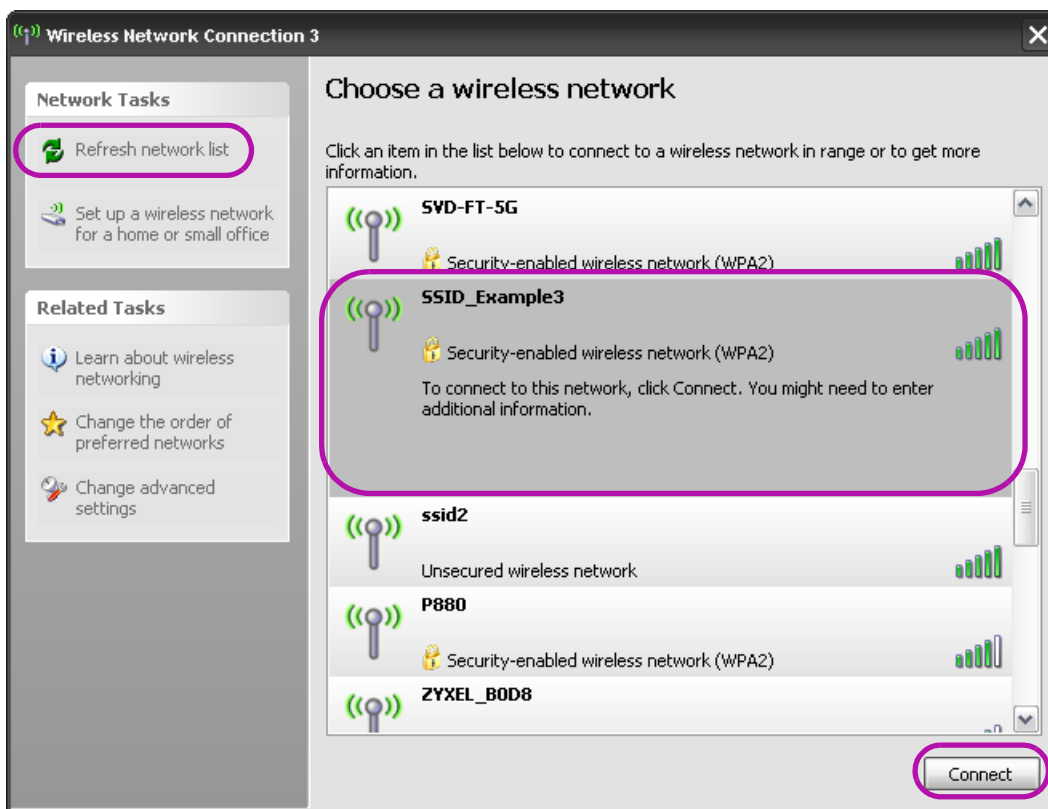 Wireless Network Connection 3
Network Tasks
Refresh network list
Set up a wireless network
for a home or small office
Related Tasks
Learn about wireless
networking
Change the order of
preferred networks
Change advanced
settings
Choose a wireless network
Click an item in the list below to connect to a wireless network in range or to get more
information.
SVD-FT-5G
Security-enabled wireless network (WPA2)
SSID_Example3
Security-enabled wireless network (WPA2)
To connect to this network, click Connect. You might need to enter
additional information.
ssid2
Unsecured wireless network
P880
Security-enabled wireless network (WPA2)
ZYXEL_B0D8
Connect